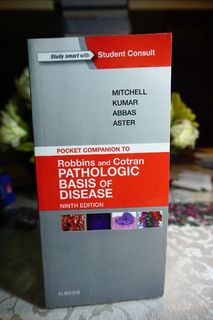 Study smart with Student Consult
MITCHELL
KUMAR
ABBAS
ASTER
POCKET COMPANION TO
Robbins and Cotran
PATHOLOGIC
BASIS OF
DISEASE
NINTH EDITION
ELSEVIER